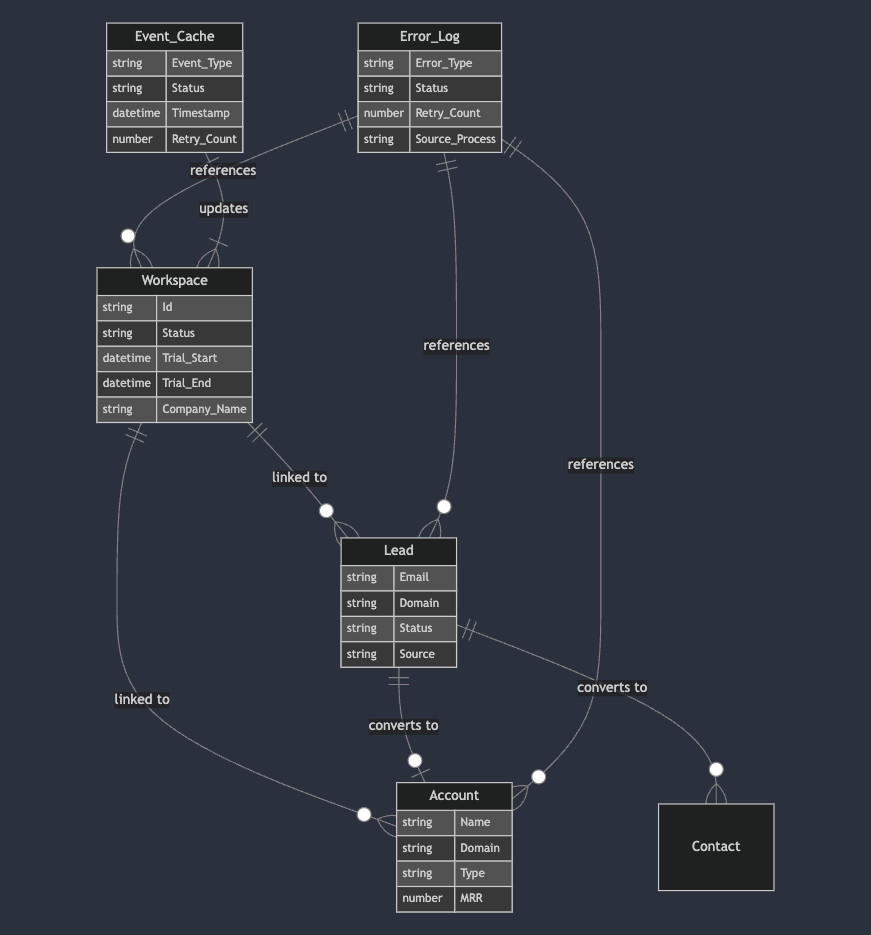 Event_Cache
string Event_Type
string Status
datetime Timestamp
number Retry_Count
Error_Log
string Error_Type
string Status
number Retry_Count
string Source_Process
references
updates
Workspace
string Id
string Status
datetime Trial_Start
datetime Trial_End
string Company_Name
references
references
linked to
Lead
string Email
string Domain
string Status
string Source
linked to
converts to
converts to
Account
string Name
string Domain
string Type
number MRR
Contact